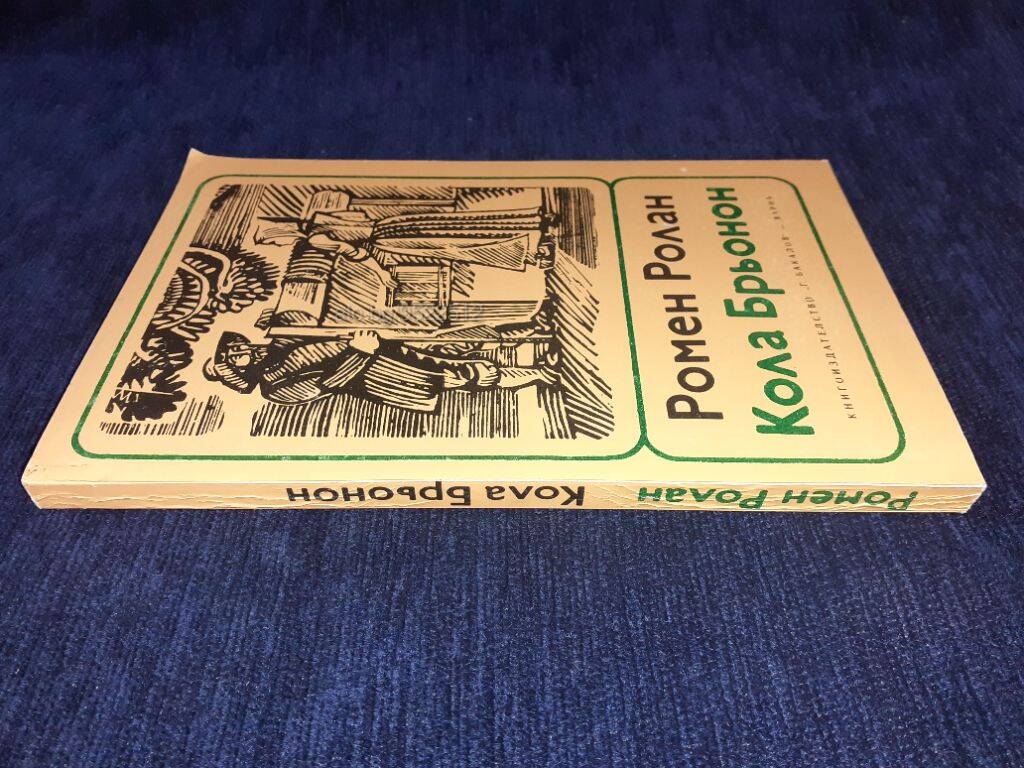 Ромен Ролан
Кола Брьонон
КНИГОИЗДАТЕЛСТВО „Г. БАКАЛОВ“ – ВАРНА
Ромен Ролан Кола Брьонон